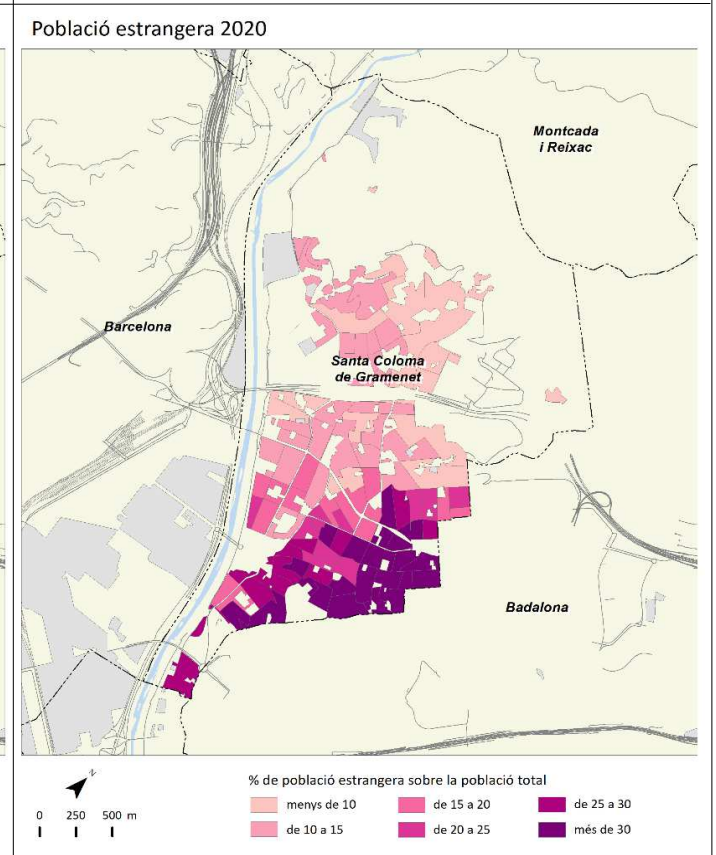 Població estrangera 2020
Montcada
i Reixac
Barcelona
Santa Coloma
de Gramenet
Badalona
N
0 250 500 m
% de població estrangera sobre la població total
menys de 10
de 10 a 15
de 15 a 20
de 20 a 25
de 25 a 30
més de 30